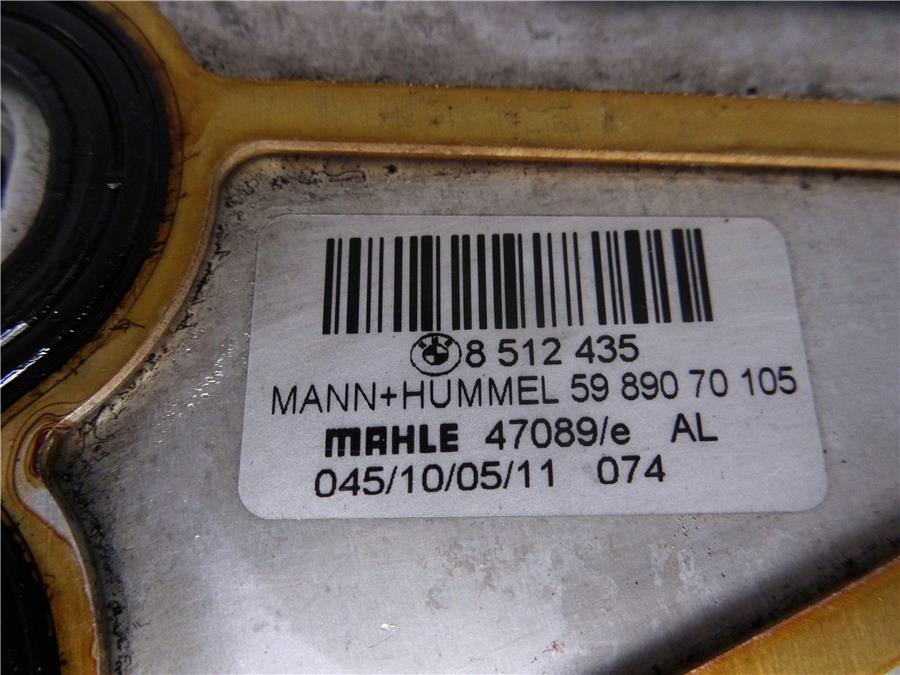 8 512 435
MANN+HUMMEL 59 890 70 105
MAHLE 47089/e AL
045/10/05/11 074